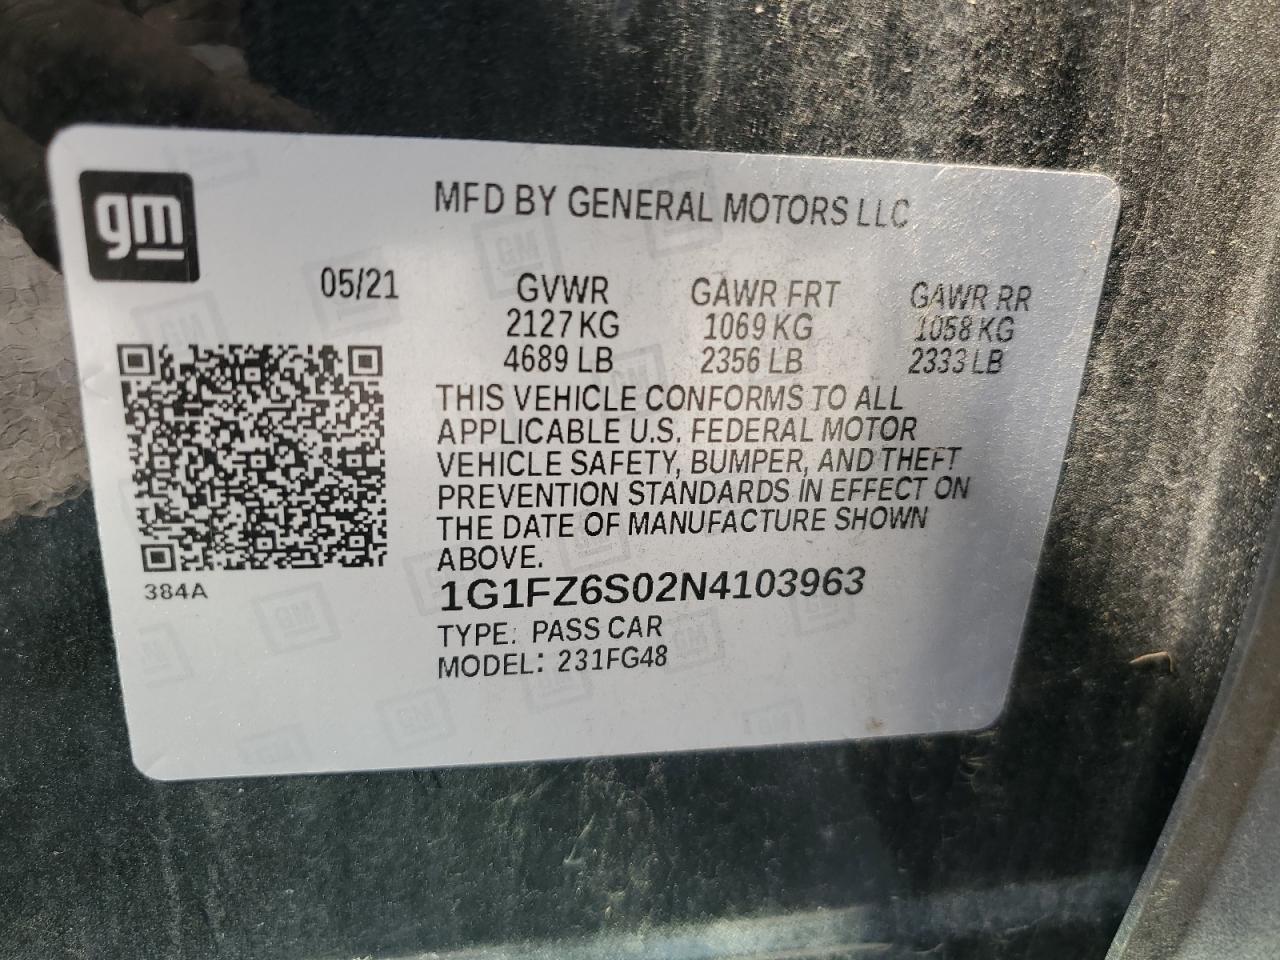 gm
MFD BY GENERAL MOTORS LLC
05/21 GVWR GAWR FRT GAWR RR
2127 KG 1069 KG 1058 KG
4689 LB 2356 LB 2333 LB
THIS VEHICLE CONFORMS TO ALL
APPLICABLE U.S. FEDERAL MOTOR
VEHICLE SAFETY, BUMPER, AND THEFT
PREVENTION STANDARDS IN EFFECT ON
THE DATE OF MANUFACTURE SHOWN
ABOVE.
384A
1G1FZ6S02N4103963
TYPE: PASS CAR
MODEL: 231FG48